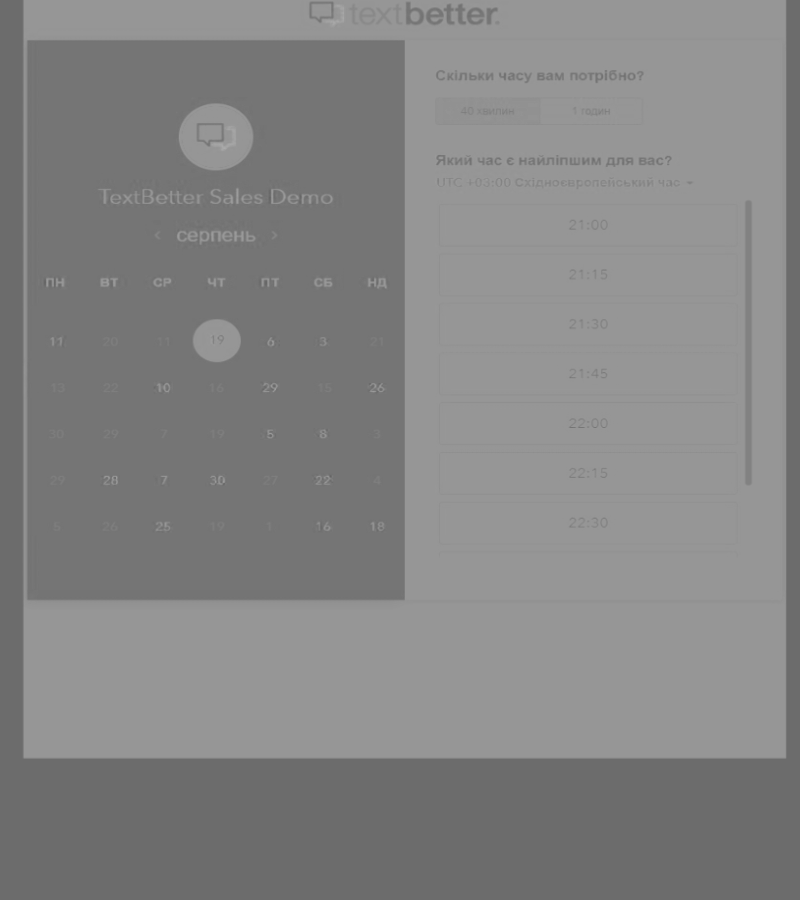 textbetter.
TextBetter Sales Demo
‹ серпень ›
ПН ВТ СР ЧТ ПТ СБ НД
11 20 11 19 6 3 21
13 22 10 16 29 15 26
30 29 7 19 5 8 3
29 28 7 30 27 22 4
5 26 25 19 1 16 18
Скільки часу вам потрібно?
40 хвилин 1 годин
Який час є найліпшим для вас?
UTC +03:00 Східноєвропейський час
21:00
21:15
21:30
21:45
22:00
22:15
22:30